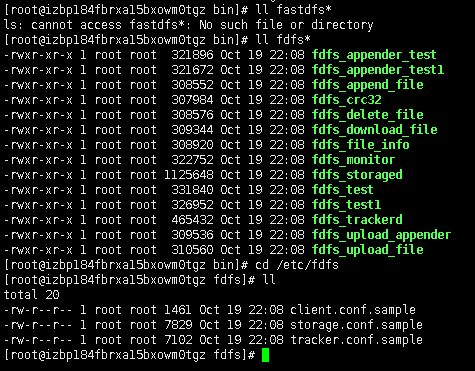 [root@izbp184fbrxa15bxowm0tgz bin]# ll fastdfs*
ls: cannot access fastdfs*: No such file or directory
[root@izbp184fbrxa15bxowm0tgz bin]# ll fdfs*
-rwxr-xr-x 1 root root  321896 Oct 19 22:08 fdfs_appender_test
-rwxr-xr-x 1 root root  321672 Oct 19 22:08 fdfs_appender_test1
-rwxr-xr-x 1 root root  308552 Oct 19 22:08 fdfs_append_file
-rwxr-xr-x 1 root root  307984 Oct 19 22:08 fdfs_crc32
-rwxr-xr-x 1 root root  308576 Oct 19 22:08 fdfs_delete_file
-rwxr-xr-x 1 root root  309344 Oct 19 22:08 fdfs_download_file
-rwxr-xr-x 1 root root  308920 Oct 19 22:08 fdfs_file_info
-rwxr-xr-x 1 root root  322752 Oct 19 22:08 fdfs_monitor
-rwxr-xr-x 1 root root 1125648 Oct 19 22:08 fdfs_storaged
-rwxr-xr-x 1 root root  331840 Oct 19 22:08 fdfs_test
-rwxr-xr-x 1 root root  326952 Oct 19 22:08 fdfs_test1
-rwxr-xr-x 1 root root  465432 Oct 19 22:08 fdfs_trackerd
-rwxr-xr-x 1 root root  309536 Oct 19 22:08 fdfs_upload_appender
-rwxr-xr-x 1 root root  310560 Oct 19 22:08 fdfs_upload_file
[root@izbp184fbrxa15bxowm0tgz bin]# cd /etc/fdfs
[root@izbp184fbrxa15bxowm0tgz fdfs]# ll
total 20
-rw-r--r-- 1 root root 1461 Oct 19 22:08 client.conf.sample
-rw-r--r-- 1 root root 7829 Oct 19 22:08 storage.conf.sample
-rw-r--r-- 1 root root 7102 Oct 19 22:08 tracker.conf.sample
[root@izbp184fbrxa15bxowm0tgz fdfs]#